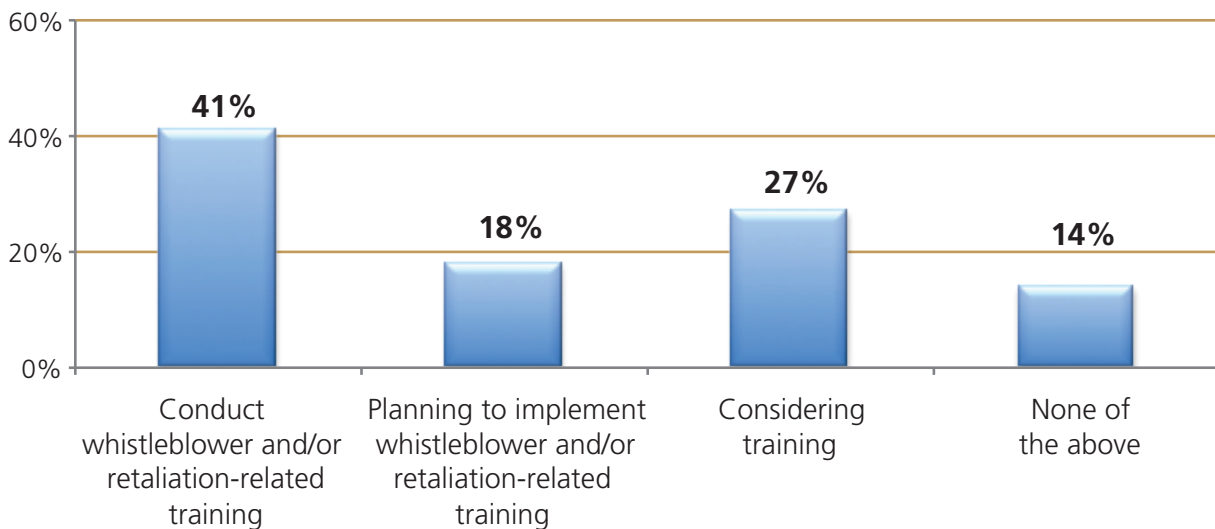 60%
41%
40%
27%
18%
20%
14%
0%
Conduct
whistleblower and/or
retaliation-related
training
Planning to implement
whistleblower and/or
retaliation-related
training
Considering
training
None of
the above